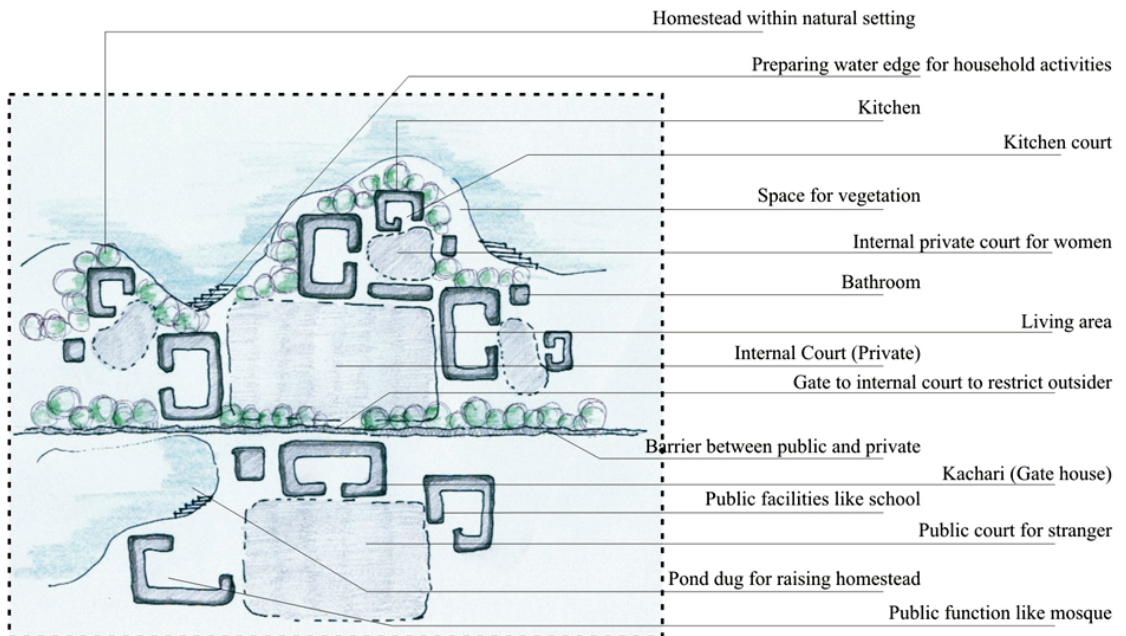 Homestead within natural setting
Preparing water edge for household activities
Kitchen
Kitchen court
Space for vegetation
Internal private court for women
Bathroom
Living area
Internal Court (Private)
Gate to internal court to restrict outsider
Barrier between public and private
Kachari (Gate house)
Public facilities like school
Public court for stranger
Pond dug for raising homestead
Public function like mosque